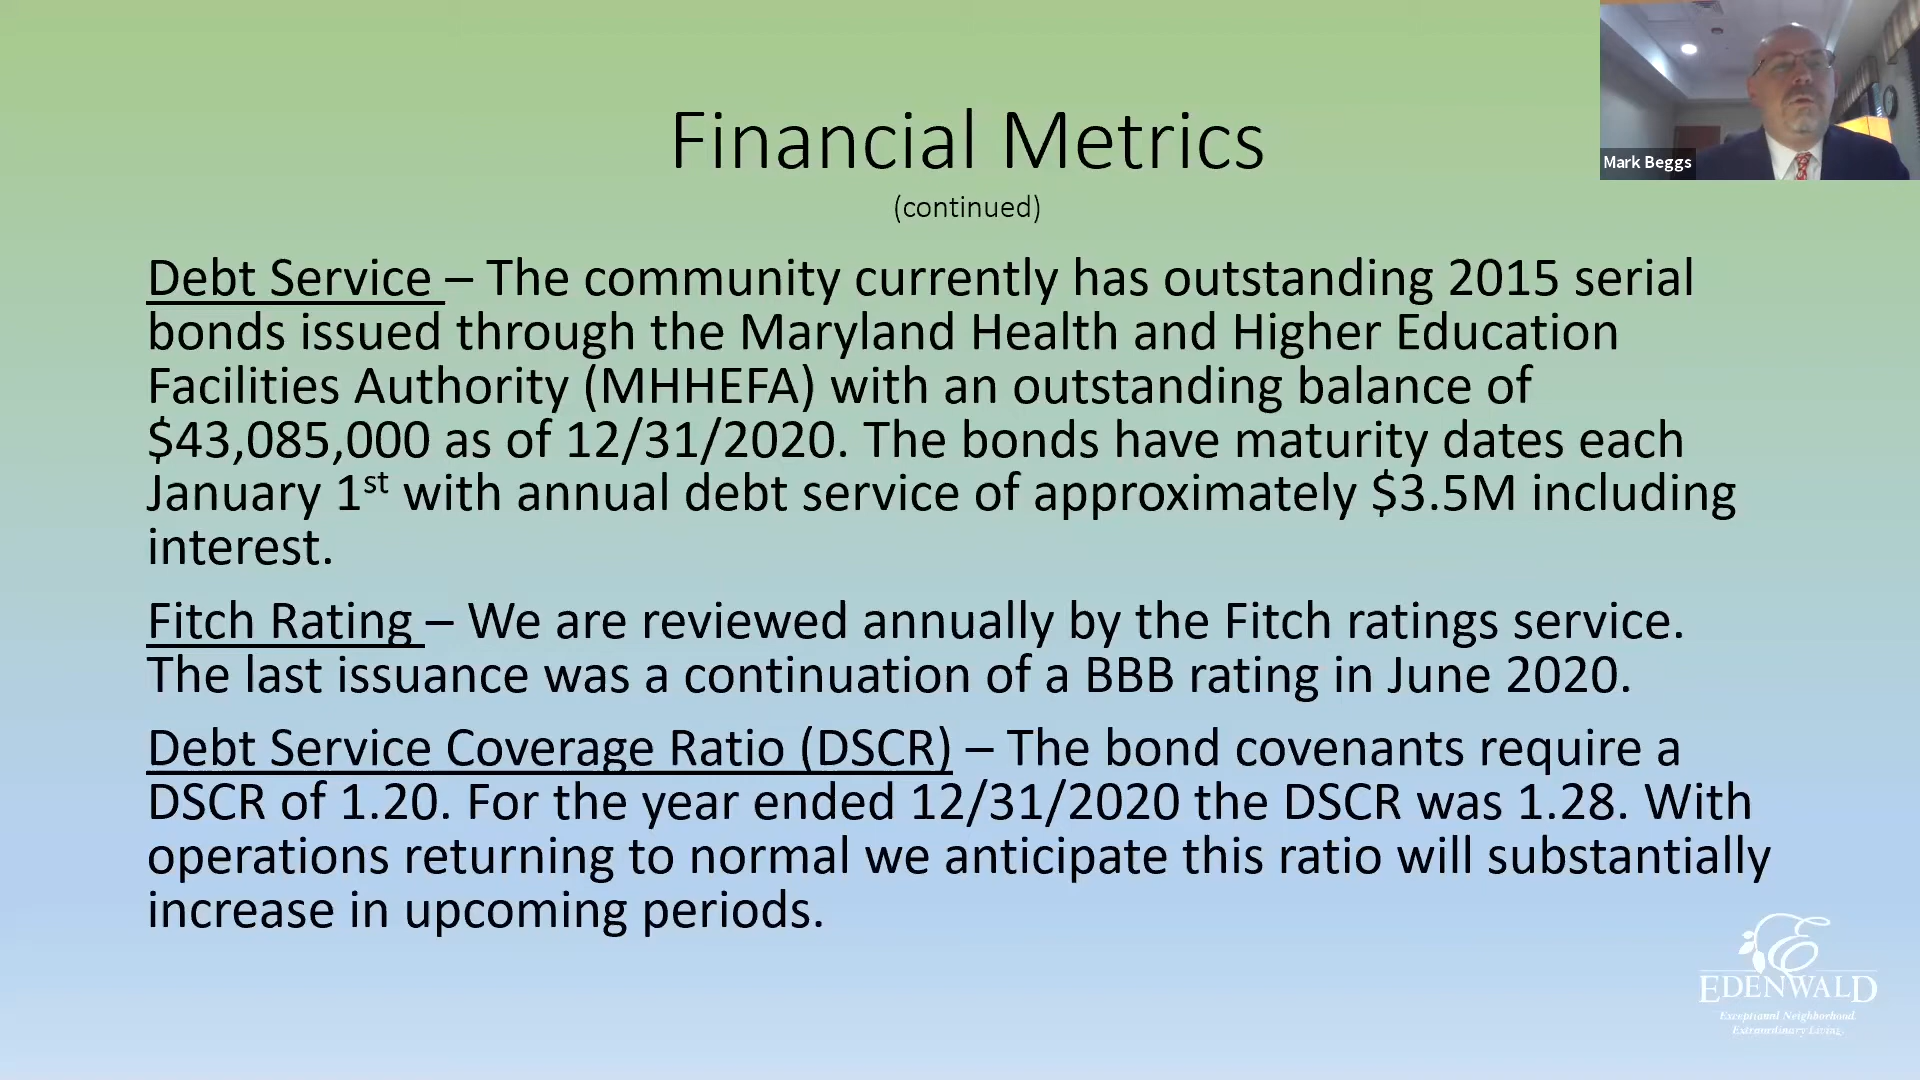 Financial Metrics
(continued)
Mark Beggs
Debt Service – The community currently has outstanding 2015 serial
bonds issued through the Maryland Health and Higher Education
Facilities Authority (MHHEFA) with an outstanding balance of
$43,085,000 as of 12/31/2020. The bonds have maturity dates each
January 1st with annual debt service of approximately $3.5M including
interest.
Fitch Rating – We are reviewed annually by the Fitch ratings service.
The last issuance was a continuation of a BBB rating in June 2020.
Debt Service Coverage Ratio (DSCR) – The bond covenants require a
DSCR of 1.20. For the year ended 12/31/2020 the DSCR was 1.28. With
operations returning to normal we anticipate this ratio will substantially
increase in upcoming periods.
E
EDENWALD
Exceptional Neighborhood.
Extraordinary Living.